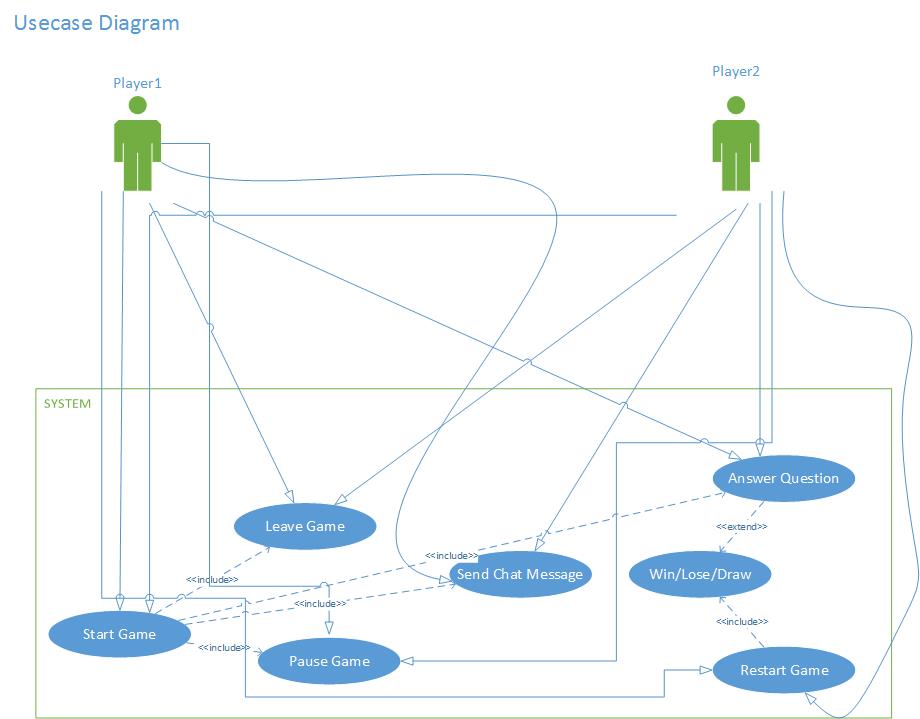 Usecase Diagram
Player1
Player2
SYSTEM
Answer Question
Leave Game
<<extend>>
<<include>>
Send Chat Message
Win/Lose/Draw
<<include>>
<<include>>
<<include>>
Start Game
<<include>>
Pause Game
Restart Game